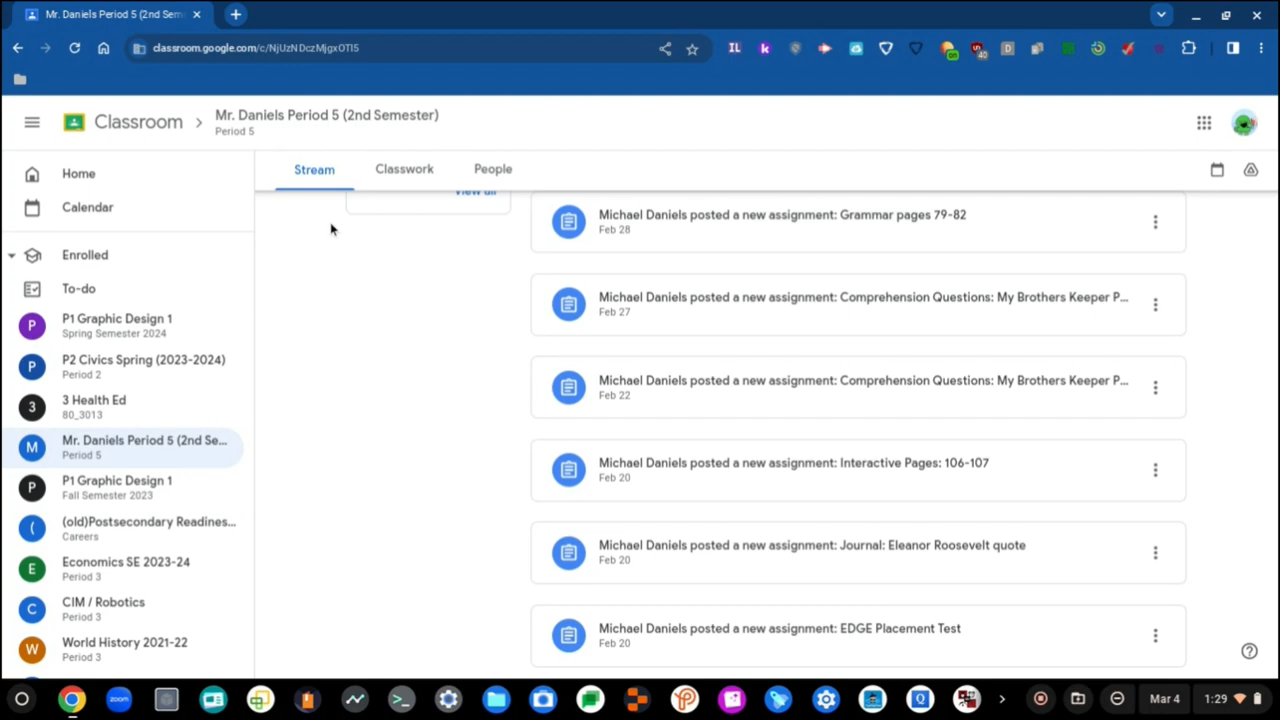 Mr. Daniels Period 5 (2nd Sem
classroom.google.com/c/NjUzNDczMjgxOTI5
IL
on
40
D
Classroom
Mr. Daniels Period 5 (2nd Semester)
Period 5
Home
Calendar
Enrolled
To-do
P
P1 Graphic Design 1
Spring Semester 2024
P
P2 Civics Spring (2023-2024)
Period 2
3
3 Health Ed
80_3013
M
Mr. Daniels Period 5 (2nd Se...
Period 5
P
P1 Graphic Design 1
Fall Semester 2023
(
(old)Postsecondary Readines...
Careers
E
Economics SE 2023-24
Period 3
C
CIM / Robotics
Period 3
W
World History 2021-22
Period 3
Stream
Classwork
People
View all
Michael Daniels posted a new assignment: Grammar pages 79-82
Feb 28
Michael Daniels posted a new assignment: Comprehension Questions: My Brothers Keeper P...
Feb 27
Michael Daniels posted a new assignment: Comprehension Questions: My Brothers Keeper P...
Feb 22
Michael Daniels posted a new assignment: Interactive Pages: 106-107
Feb 20
Michael Daniels posted a new assignment: Journal: Eleanor Roosevelt quote
Feb 20
Michael Daniels posted a new assignment: EDGE Placement Test
Feb 20
zoom
Mar 4
1:29